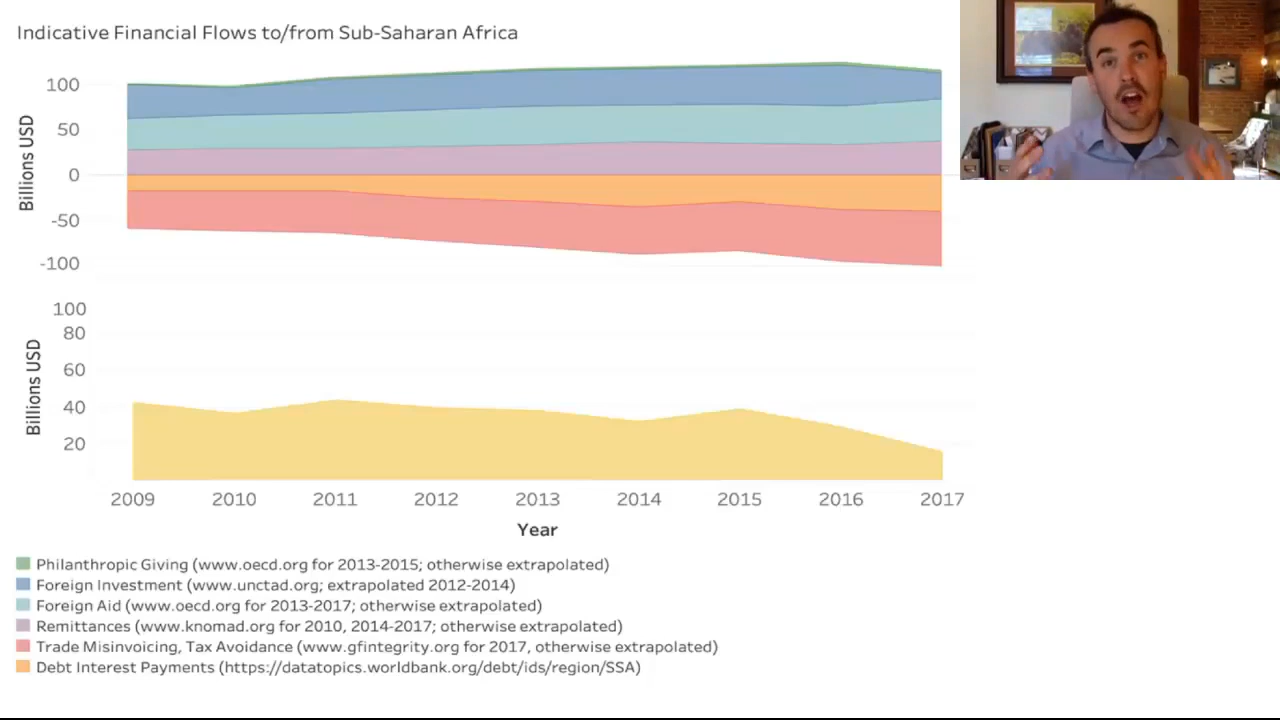 Indicative Financial Flows to/from Sub-Saharan Africa
Billions USD
100
50
0
-50
-100
Billions USD
100
80
60
40
20
2009 2010 2011 2012 2013 2014 2015 2016 2017
Year
Philanthropic Giving (www.oecd.org for 2013-2015; otherwise extrapolated)
Foreign Investment (www.unctad.org; extrapolated 2012-2014)
Foreign Aid (www.oecd.org for 2013-2017; otherwise extrapolated)
Remittances (www.knomad.org for 2010, 2014-2017; otherwise extrapolated)
Trade Misinvoicing, Tax Avoidance (www.gfintegrity.org for 2017, otherwise extrapolated)
Debt Interest Payments (https://datatopics.worldbank.org/debt/ids/region/SSA)